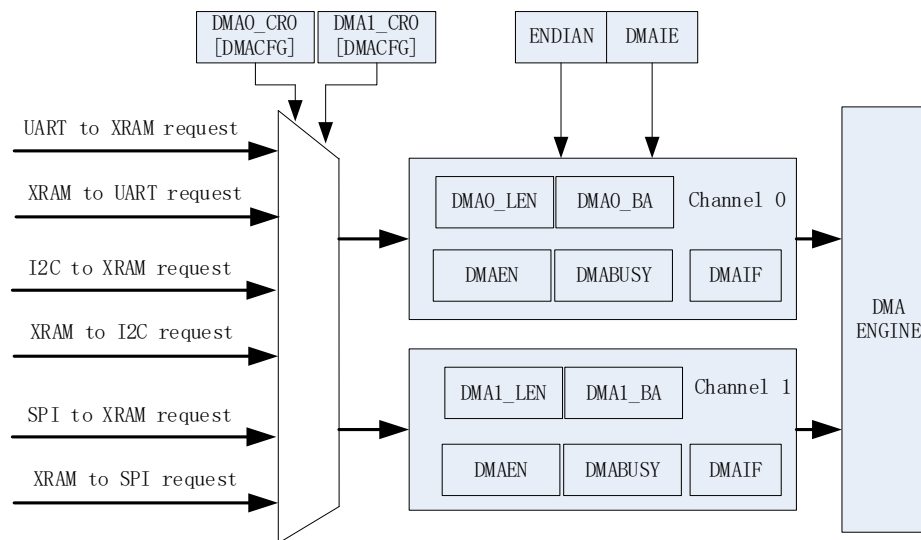 DMA0_CR0
[DMACFG]
DMA1_CR0
[DMACFG]
ENDIAN
DMAIE
UART to XRAM request
XRAM to UART request
I2C to XRAM request
XRAM to I2C request
SPI to XRAM request
XRAM to SPI request
DMA0_LEN
DMA0_BA
Channel 0
DMAEN
DMABUSY
DMAIF
DMA1_LEN
DMA1_BA
Channel 1
DMAEN
DMABUSY
DMAIF
DMA
ENGINE